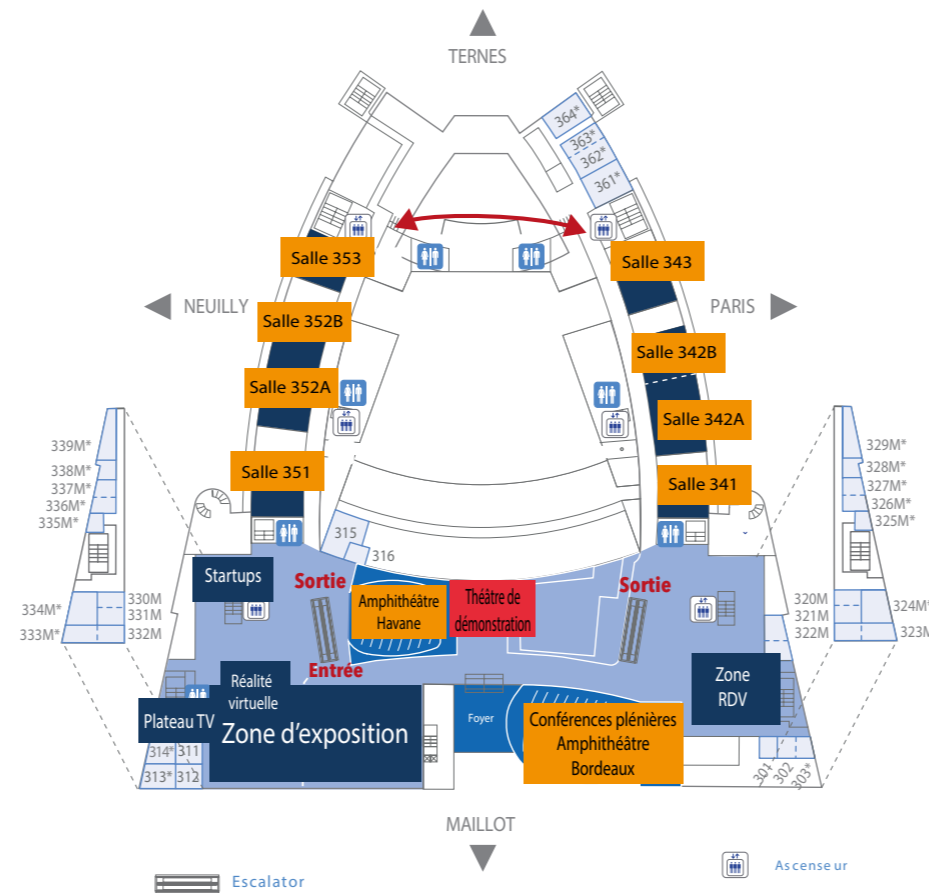 TERNES
364*
363*
362*
361*
Salle 353
Salle 343
NEUILLY
PARIS
Salle 352B
Salle 342B
Salle 352A
Salle 342A
Salle 351
Salle 341
339M*
338M*
337M*
336M*
335M*
329M*
328M*
327M*
326M*
325M*
315
316
Startups
Sortie
Amphithéâtre
Havane
Théâtre de
démonstration
Sortie
330M
331M
332M
334M*
333M*
320M
321M
322M
324M*
323M
Entrée
Réalité
virtuelle
Zone d'exposition
Plateau TV
314*
311
313*
312
Foyer
Conférences plénières
Amphithéâtre
Bordeaux
Zone
RDV
301
302
303*
MAILLOT
Escalator
Ascenseur